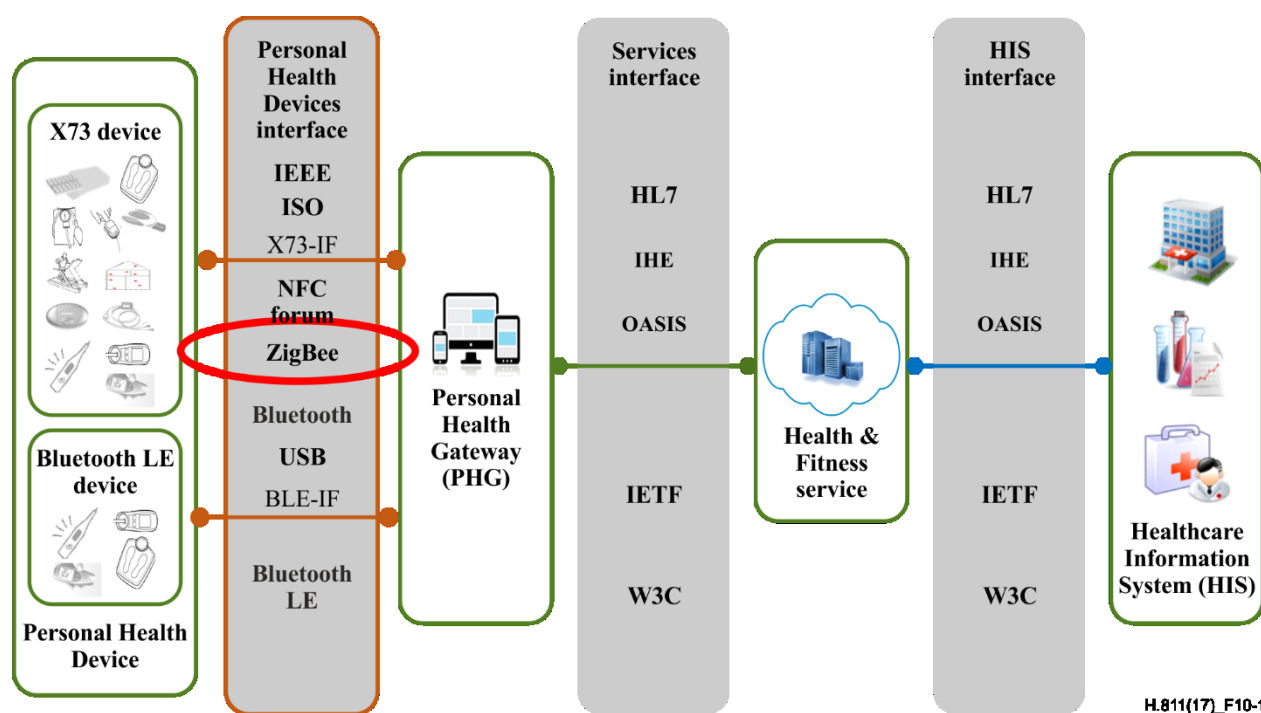 X73 device
Bluetooth LE
device
Personal Health
Device
Personal
Health
Devices
interface
IEEE
ISO
X73-IF
NFC
forum
ZigBee
Bluetooth
USB
BLE-IF
Bluetooth
LE
Personal
Health
Gateway
(PHG)
Services
interface
HL7
IHE
OASIS
IETF
W3C
Health &
Fitness
service
HIS
interface
HL7
IHE
OASIS
IETF
W3C
Healthcare
Information
System (HIS)
H.811(17)_F10-1